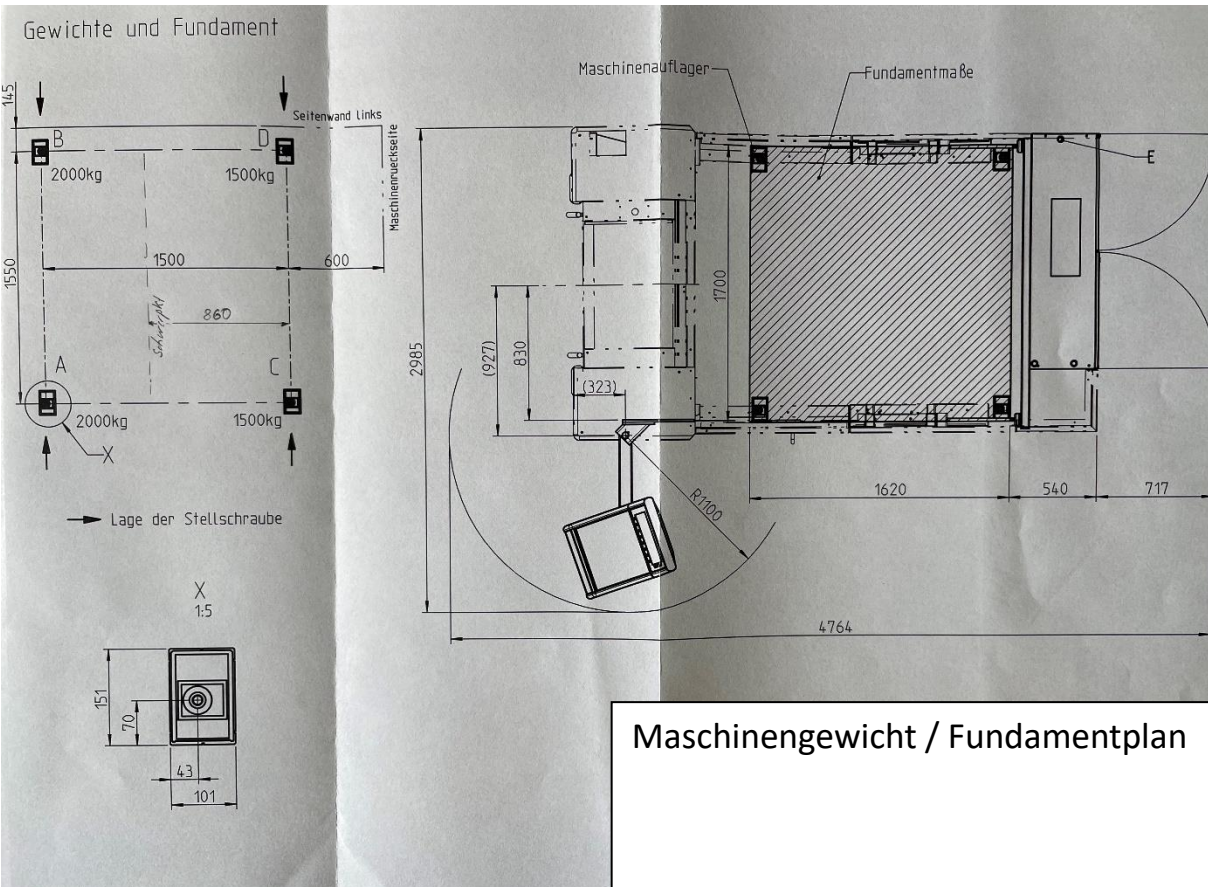 Gewichte und Fundament
145
B
D
Seitenwand links
2000kg
1500kg
Maschinenrueckseite
1550
1500
600
Schwerpkt
860
A
C
2000kg
1500kg
X
Lage der Stellschraube
X
1:5
151
70
43
101
Maschinenauflager
Fundamentmaße
E
2985
(927)
830
1700
(323)
R1100
1620
540
717
4764
Maschinengewicht / Fundamentplan